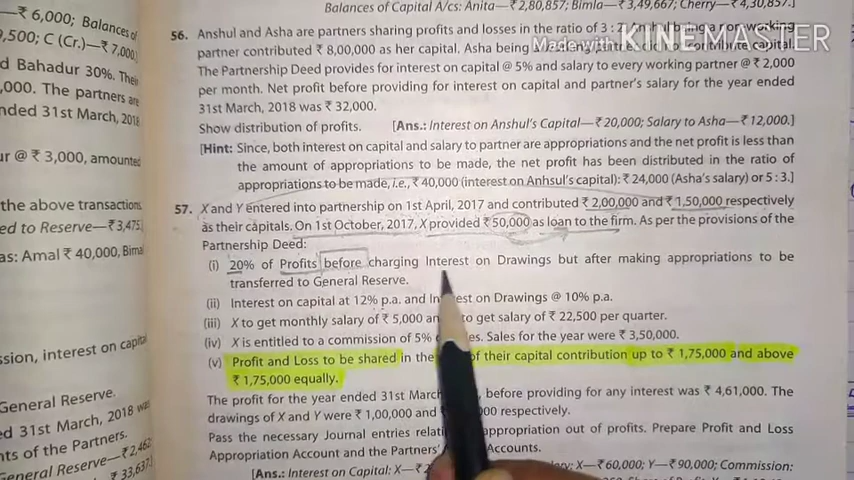 Balances of Capital A/cs: Anita—₹ 2,80,857; Bimla—₹ 3,49,667; Cherry—₹ 4,30,857.]
—₹ 6,000; Balances
,500; C (Cr.)—₹ 7,000
d Bahadur 30%. Their
,000. The partners are
nded 31st March, 2018
ur @ ₹ 3,000, amounted
the above transactions
ed to Reserve—₹ 3,475
as: Amal ₹ 40,000, Bimal
ssion, interest on capital
General Reserve.
ed 31st March, 2018 was
nts of the Partners.
₹ 2,462
General Reserve—₹ 33,637
Made with KINEMASTER
56. Anshul and Asha are partners sharing profits and losses in the ratio of 3 : working
partner contributed ₹ 8,00,000 as her capital. Asha being a capital.
The Partnership Deed provides for interest on capital @ 5% and salary to every working partner @ ₹ 2,000
per month. Net profit before providing for interest on capital and partner's salary for the year ended
31st March, 2018 was ₹ 32,000.
Show distribution of profits. [Ans.: Interest on Anshul's Capital—₹ 20,000; Salary to Asha—₹ 12,000.]
[Hint: Since, both interest on capital and salary to partner are appropriations and the net profit is less than
the amount of appropriations to be made, the net profit has been distributed in the ratio of
appropriations to be made, i.e., ₹ 40,000 (interest on Anhsul's capital): ₹ 24,000 (Asha's salary) or 5 : 3.]
57. X and Y entered into partnership on 1st April, 2017 and contributed ₹ 2,00,000 and ₹ 1,50,000 respectively
as their capitals. On 1st October, 2017, X provided ₹ 50,000 as loan to the firm. As per the provisions of the
Partnership Deed:
(i) 20% of Profits before charging Interest on Drawings but after making appropriations to be
transferred to General Reserve.
(ii) Interest on capital at 12% p.a. and Interest on Drawings @ 10% p.a.
(iii) X to get monthly salary of ₹ 5,000 an to get salary of ₹ 22,500 per quarter.
(iv) X is entitled to a commission of 5% Sales for the year were ₹ 3,50,000.
(v) Profit and Loss to be shared in the of their capital contribution up to ₹ 1,75,000 and above
₹ 1,75,000 equally.
The profit for the year ended 31st March, before providing for any interest was ₹ 4,61,000. The
drawings of X and Y were ₹ 1,00,000 and respectively.
Pass the necessary Journal entries appropriation out of profits. Prepare Profit and Loss
Appropriation Account and the Partners' Accounts.
[Ans.: Interest on Capital: X—₹ X—₹ 60,000; Y—₹ 90,000; Commission: